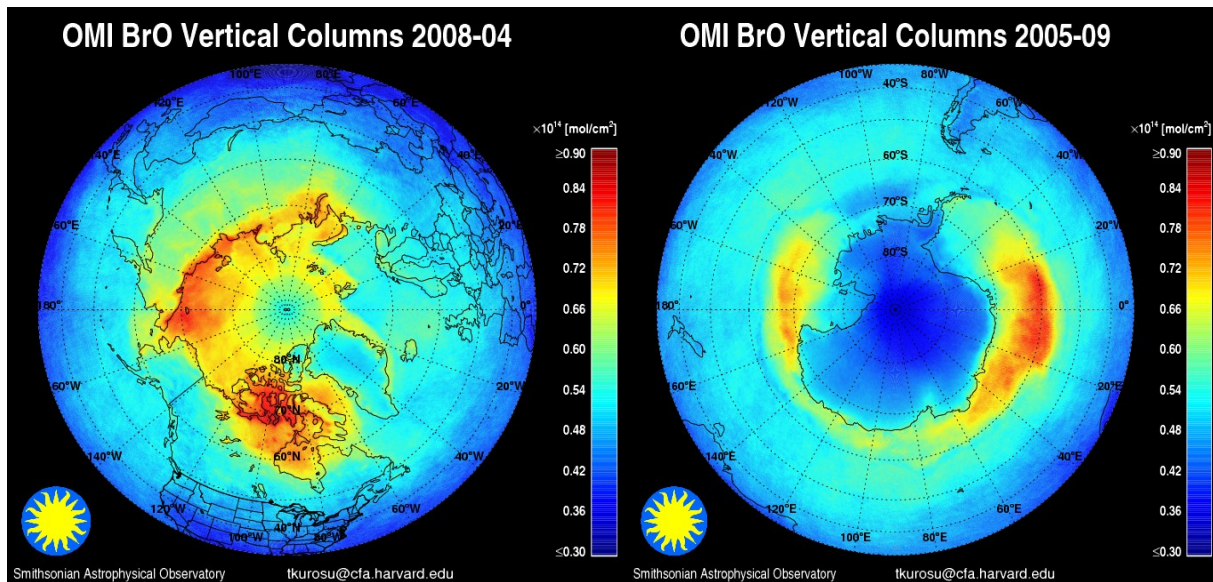 OMI BrO Vertical Columns 2008-04
100°E 80°E
120°E 60°E
140°E 40°E
160°E 20°E
180° 0°
80°N
160°W 20°W
70°N
140°W 40°W
60°N
120°W 60°W
40°N
100°W 80°W
×10¹⁴ [mol/cm²]
≥0.90
0.84
0.78
0.72
0.66
0.60
0.54
0.48
0.42
0.36
≤0.30
Smithsonian Astrophysical Observatory tkurosu@cfa.harvard.edu
OMI BrO Vertical Columns 2005-09
100°W 80°W
40°S
120°W 60°W
140°W 60°S 40°W
160°W 70°S 20°W
80°S
180° 0°
160°E 20°E
140°E 40°E
120°E 60°E
100°E 80°E
×10¹⁴ [mol/cm²]
≥0.90
0.84
0.78
0.72
0.66
0.60
0.54
0.48
0.42
0.36
≤0.30
Smithsonian Astrophysical Observatory tkurosu@cfa.harvard.edu